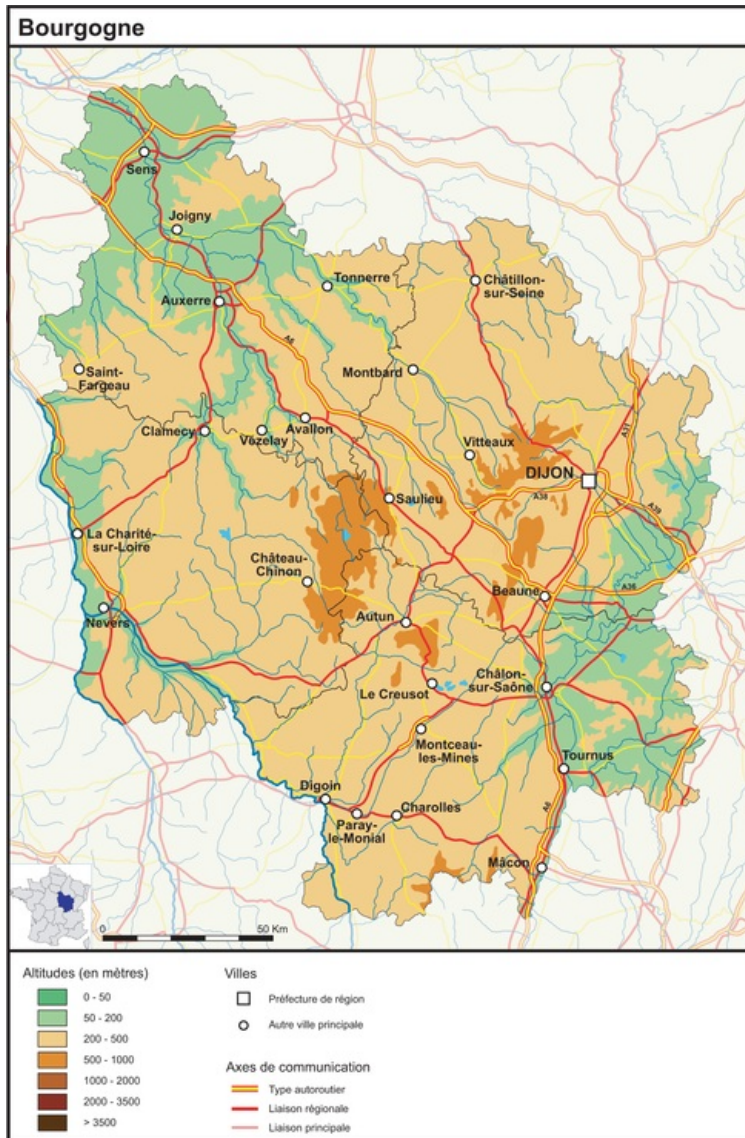 Bourgogne
Sens
Joigny
Tonnerre
Châtillon-
sur-Seine
Auxerre
A6
Saint-
Fargeau
Montbard
Clamecy
Vézelay
Avallon
Vitteaux
A31
DIJON
A38
A39
Saulieu
La Charité-
sur-Loire
Château-
Chinon
A36
Beaune
Nevers
Autun
Le Creusot
Châlon-
sur-Saône
Montceau-
les-Mines
Tournus
Digoin
Paray-
le-Monial
Charolles
A6
Mâcon
0
50 Km
Altitudes (en mètres)
0 - 50
50 - 200
200 - 500
500 - 1000
1000 - 2000
2000 - 3500
> 3500
Villes
Préfecture de région
Autre ville principale
Axes de communication
Type autoroutier
Liaison régionale
Liaison principale